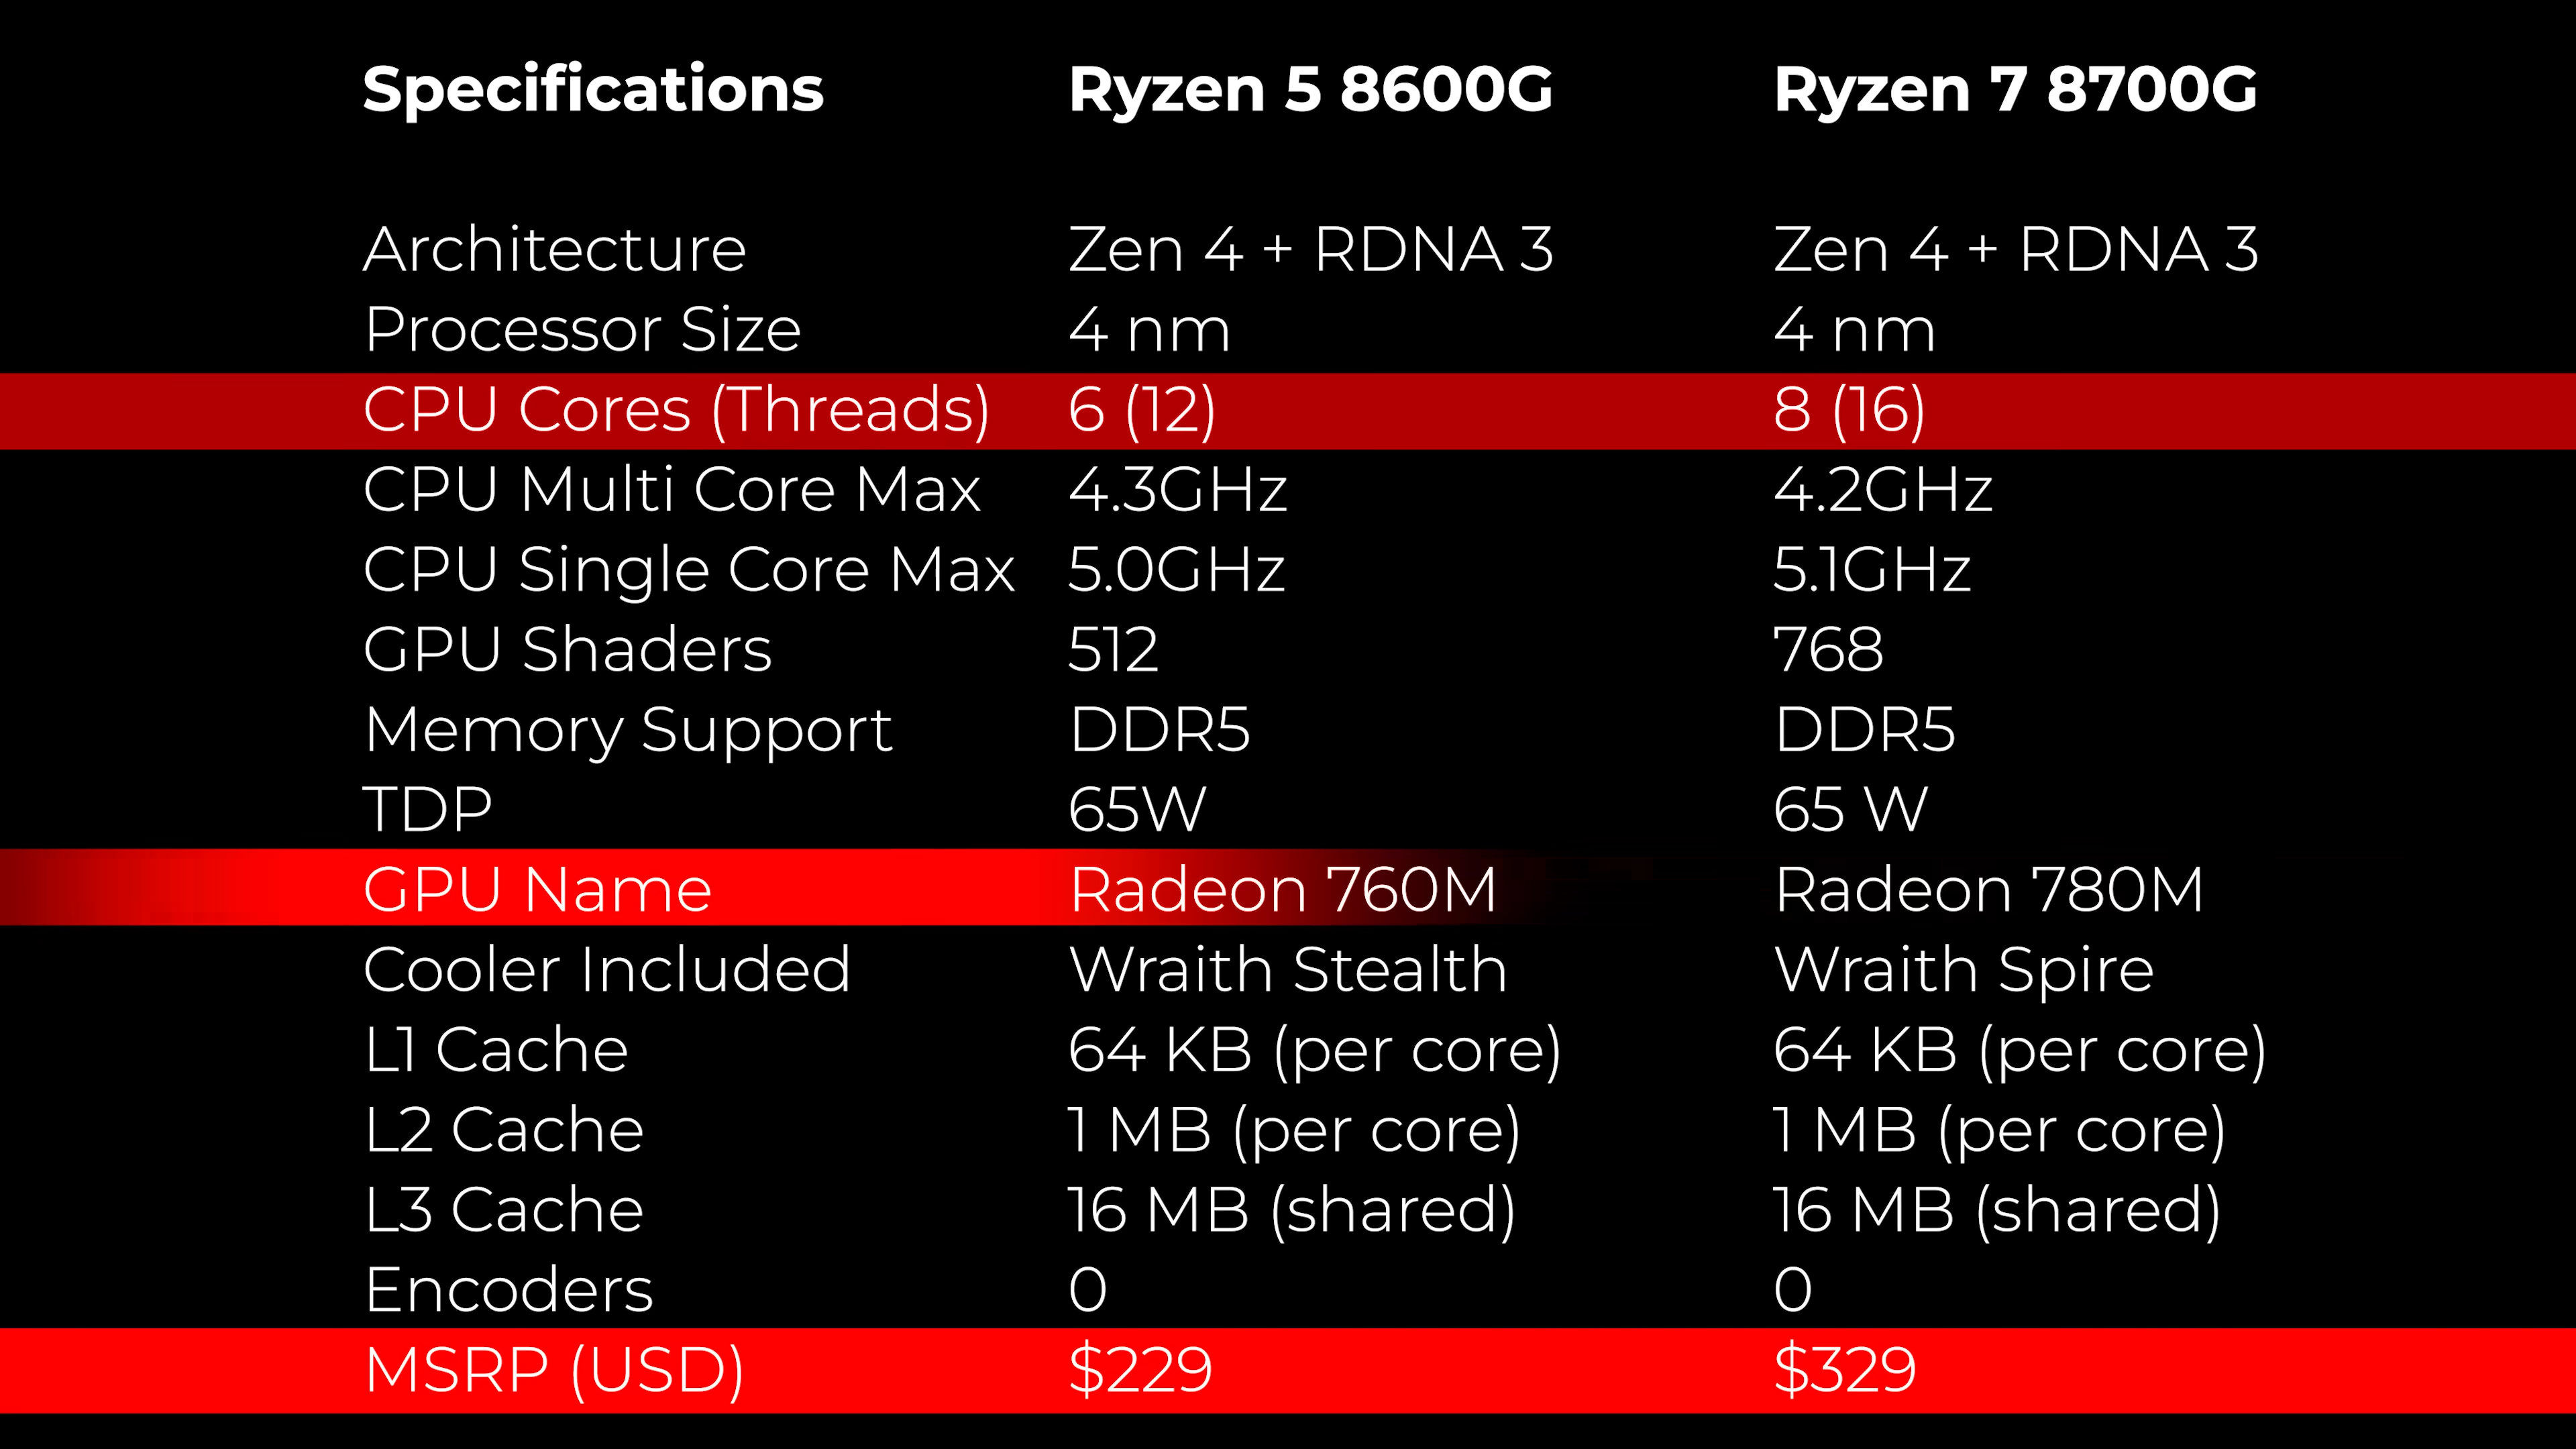 Specifications Ryzen 5 8600G Ryzen 7 8700G
Architecture Zen 4 + RDNA 3 Zen 4 + RDNA 3
Processor Size 4 nm 4 nm
CPU Cores (Threads) 6 (12) 8 (16)
CPU Multi Core Max 4.3GHz 4.2GHz
CPU Single Core Max 5.0GHz 5.1GHz
GPU Shaders 512 768
Memory Support DDR5 DDR5
TDP 65W 65 W
GPU Name Radeon 760M Radeon 780M
Cooler Included Wraith Stealth Wraith Spire
L1 Cache 64 KB (per core) 64 KB (per core)
L2 Cache 1 MB (per core) 1 MB (per core)
L3 Cache 16 MB (shared) 16 MB (shared)
Encoders 0 0
MSRP (USD) $229 $329